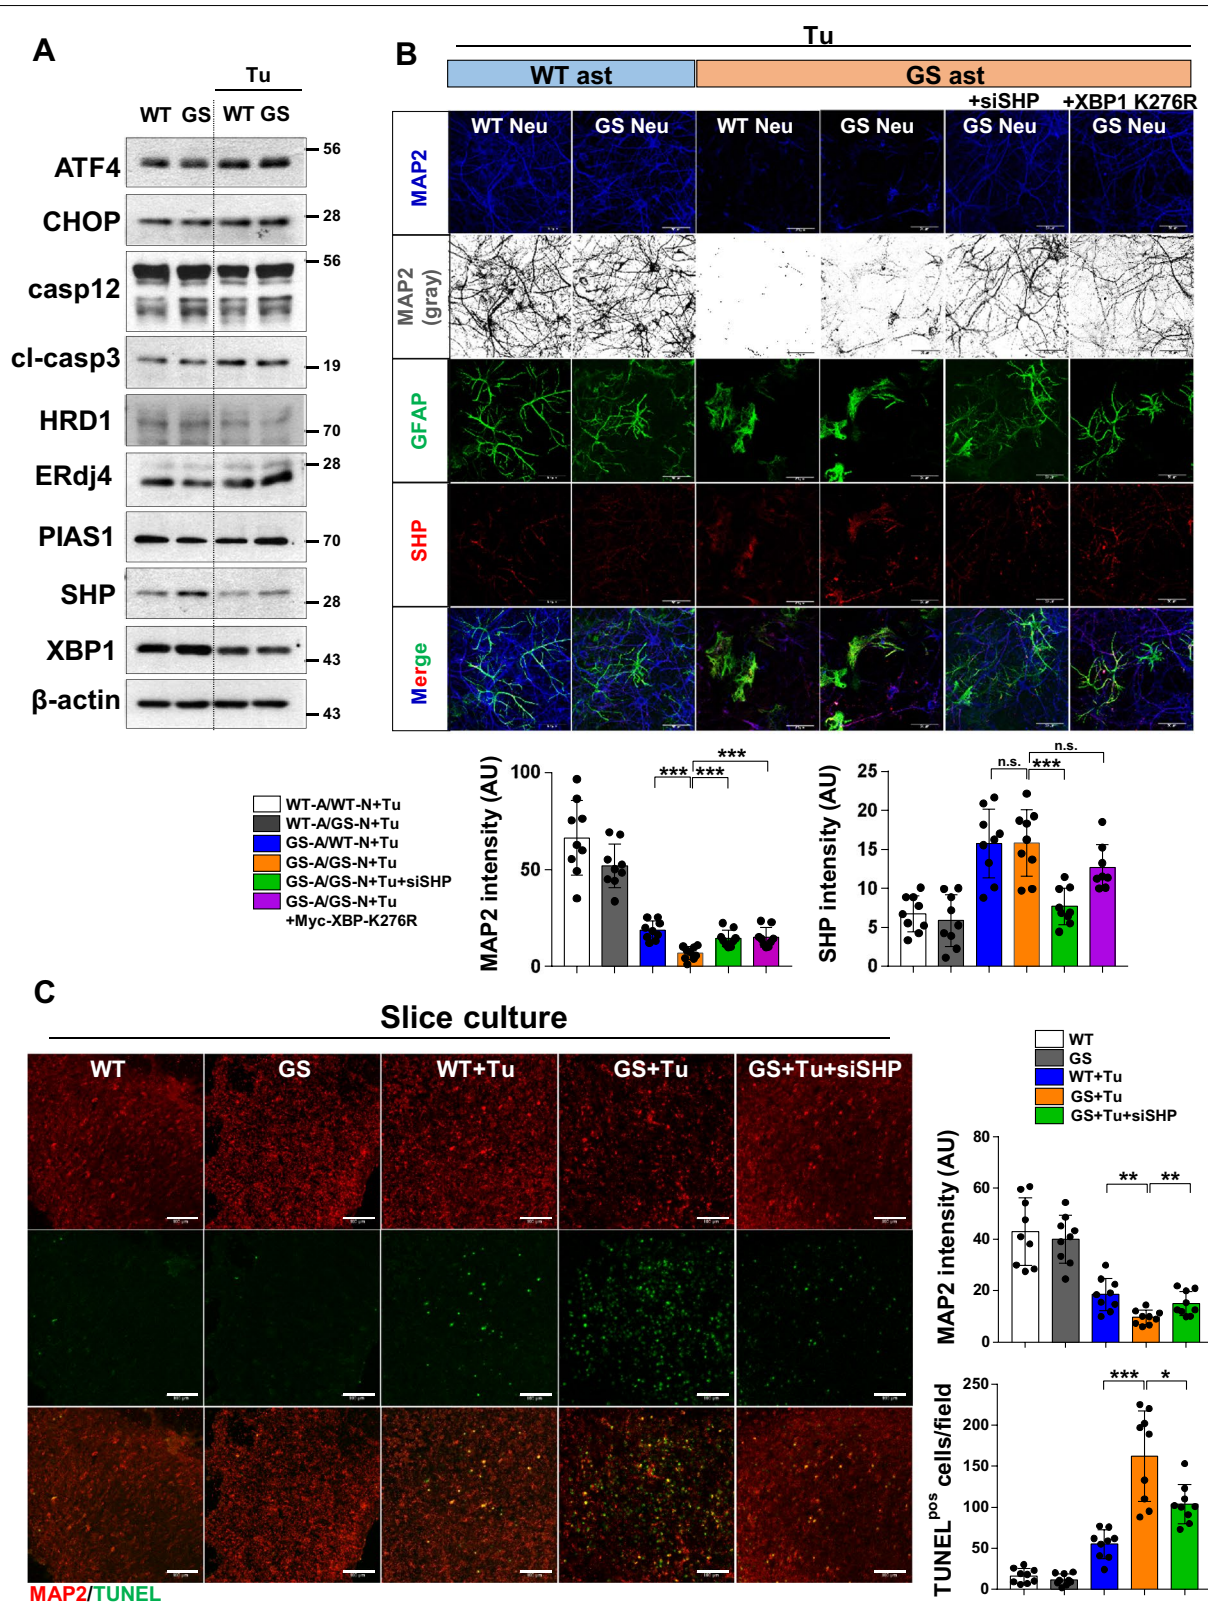 A
Tu
WT GS WT GS
ATF4
56
CHOP
28
casp12
56
cl-casp3
19
HRD1
70
ERdj4
28
PIAS1
70
SHP
28
XBP1
43
β-actin
43
B
Tu
WT ast GS ast
+siSHP +XBP1 K276R
WT Neu GS Neu WT Neu GS Neu GS Neu GS Neu
MAP2
MAP2 (gray)
GFAP
SHP
Merge
WT-A/WT-N+Tu
WT-A/GS-N+Tu
GS-A/WT-N+Tu
GS-A/GS-N+Tu
GS-A/GS-N+Tu+siSHP
GS-A/GS-N+Tu
+Myc-XBP-K276R
MAP2 intensity (AU)
100
50
0
*** *** ***
SHP intensity (AU)
25
20
15
10
5
0
n.s. *** n.s.
C
Slice culture
WT GS WT+Tu GS+Tu GS+Tu+siSHP
MAP2/TUNEL
WT
GS
WT+Tu
GS+Tu
GS+Tu+siSHP
MAP2 intensity (AU)
80
60
40
20
0
** **
TUNELpos cells/field
250
200
150
100
50
0
*** *